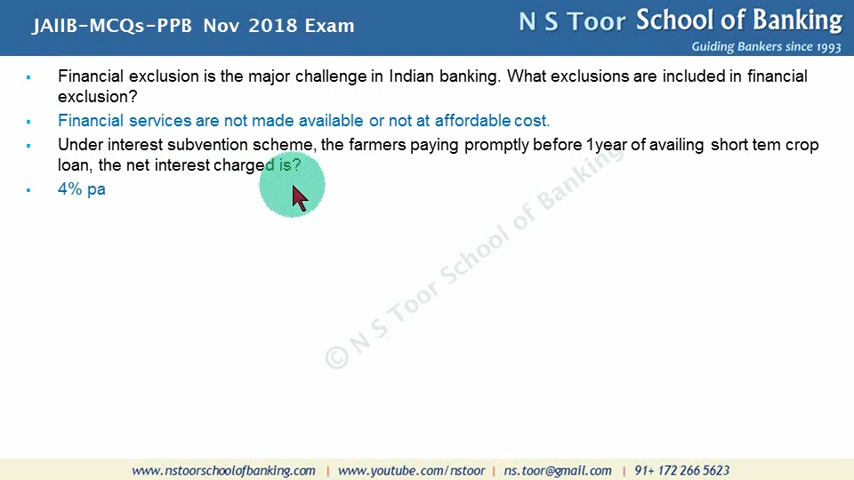 JAIIB-MCQs-PPB Nov 2018 Exam
N S Toor School of Banking
Guiding Bankers since 1993
Financial exclusion is the major challenge in Indian banking. What exclusions are included in financial
exclusion?
Financial services are not made available or not at affordable cost.
Under interest subvention scheme, the farmers paying promptly before 1year of availing short tem crop
loan, the net interest charged is?
4% pa
© N S Toor School of Banking
www.nstoorschoolofbanking.com | www.youtube.com/nstoor | ns.toor@gmail.com | 91+ 172 266 5623